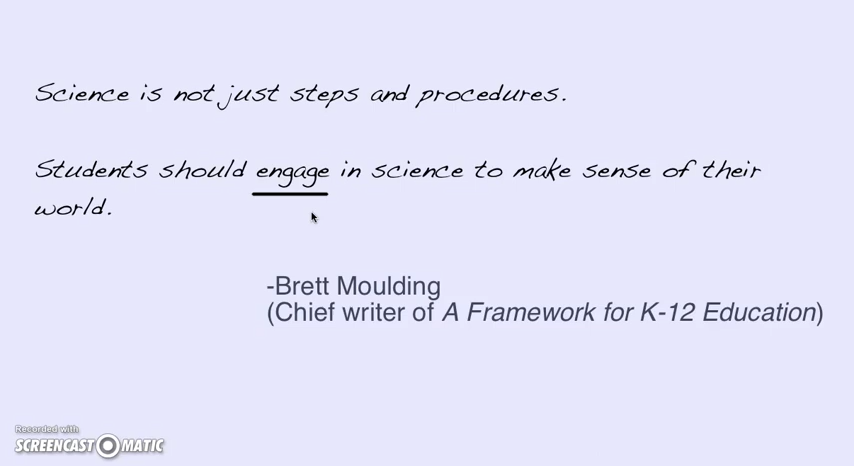 Science is not just steps and procedures.
Students should engage in science to make sense of their
world.
-Brett Moulding
(Chief writer of A Framework for K-12 Education)
Recorded with
SCREENCAST-O-MATIC